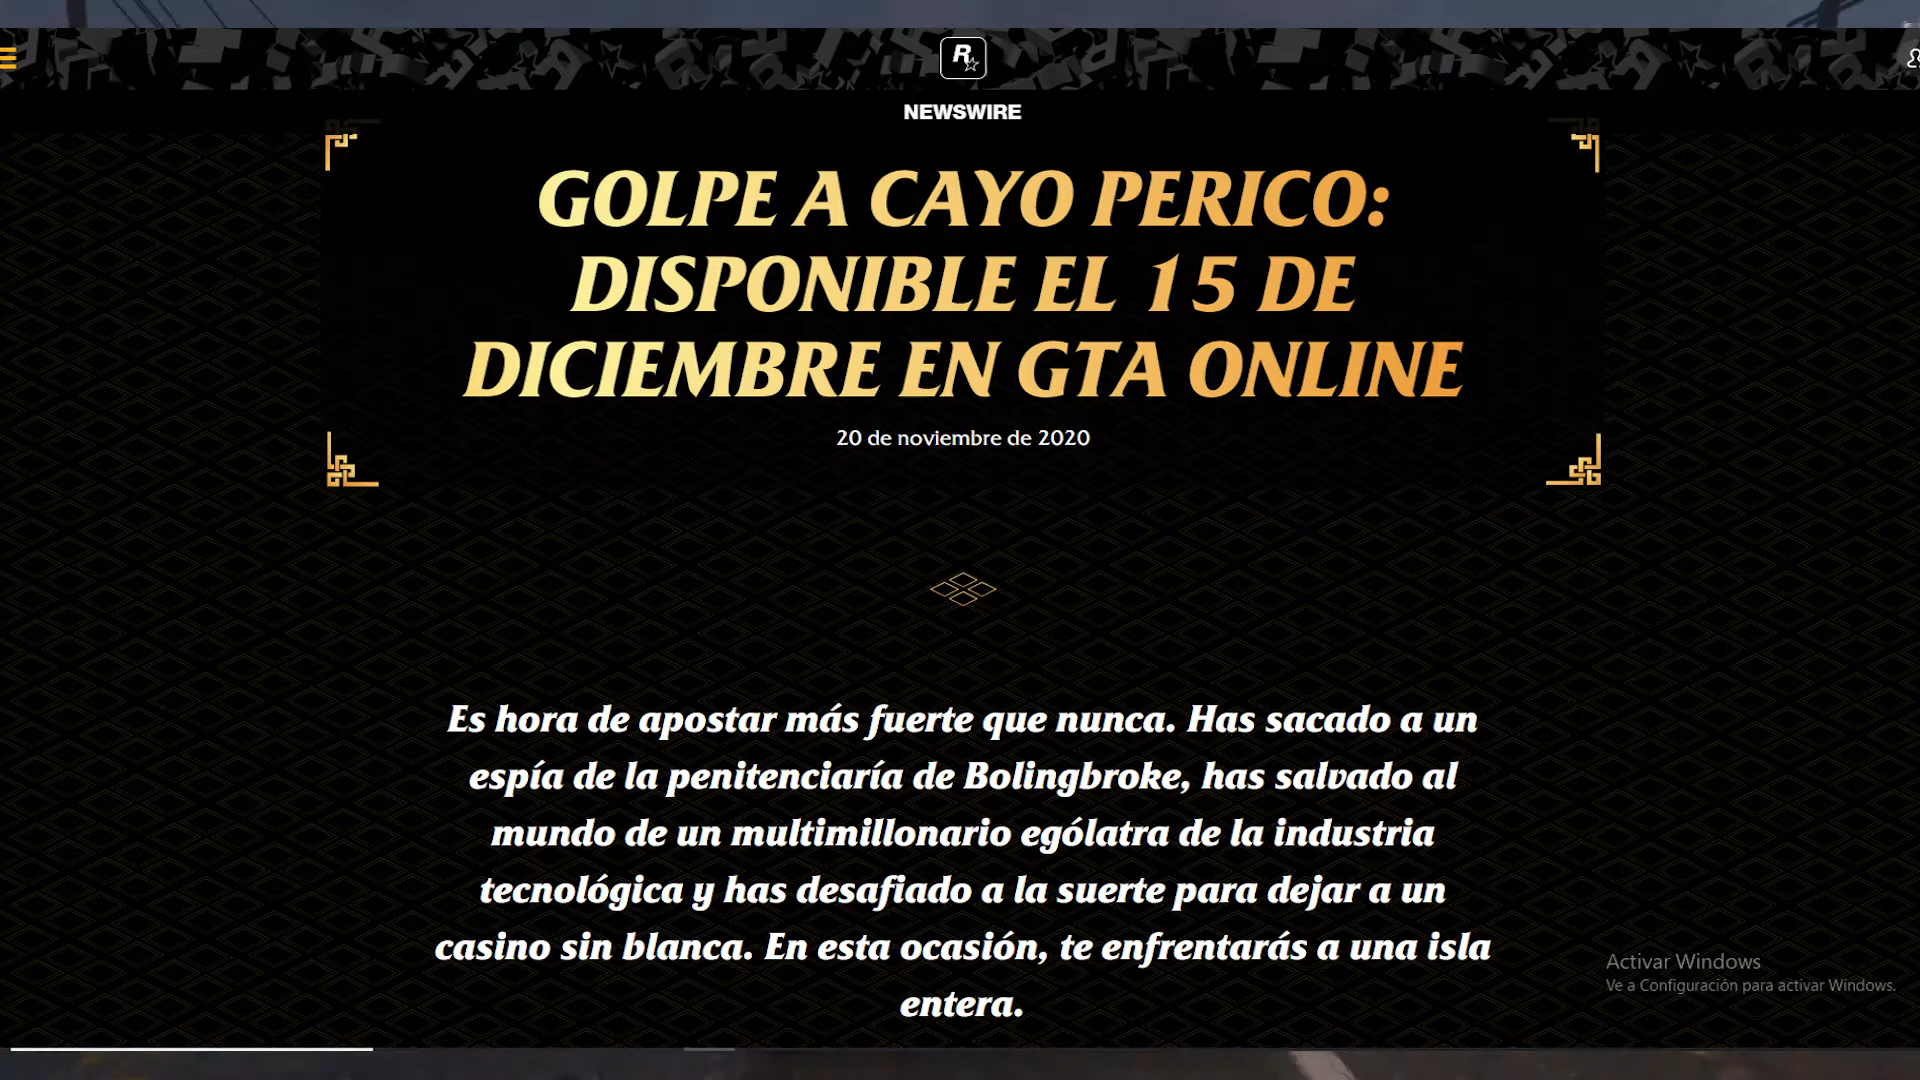 R
NEWSWIRE
GOLPE A CAYO PERICO:
DISPONIBLE EL 15 DE
DICIEMBRE EN GTA ONLINE
20 de noviembre de 2020
Es hora de apostar más fuerte que nunca. Has sacado a un
espía de la penitenciaría de Bolingbroke, has salvado al
mundo de un multimillonario ególatra de la industria
tecnológica y has desafiado a la suerte para dejar a un
casino sin blanca. En esta ocasión, te enfrentarás a una isla
entera.
Activar Windows
Ve a Configuración para activar Windows.